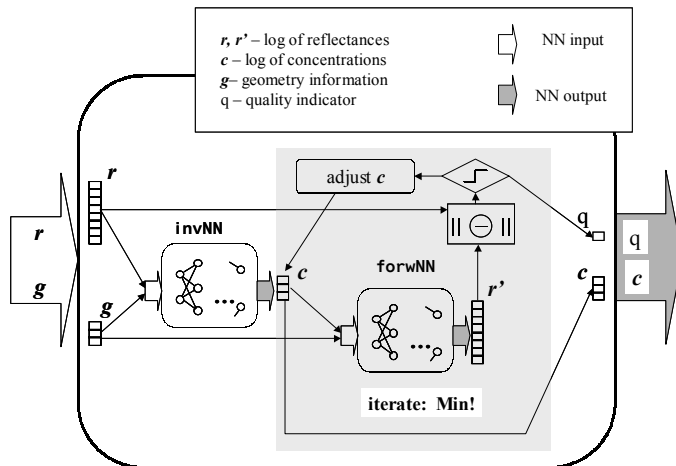 r, r’ – log of reflectances
c – log of concentrations
g– geometry information
q – quality indicator
NN input
NN output
r
adjust c
invNN
|| − ||
q
r
q
c
forwNN
c
c
g
g
r’
...
...
iterate: Min!